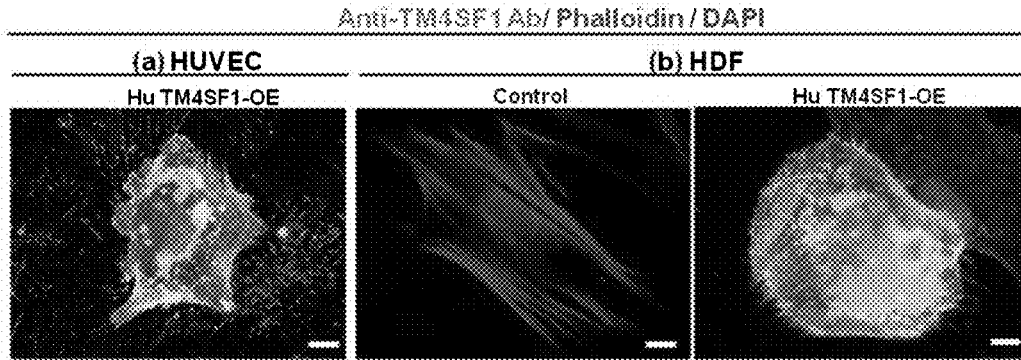 Anti-TM4SF1 Ab/ Phalloidin / DAPI
(a) HUVEC
(b) HDF
Hu TM4SF1-OE
Control
Hu TM4SF1-OE